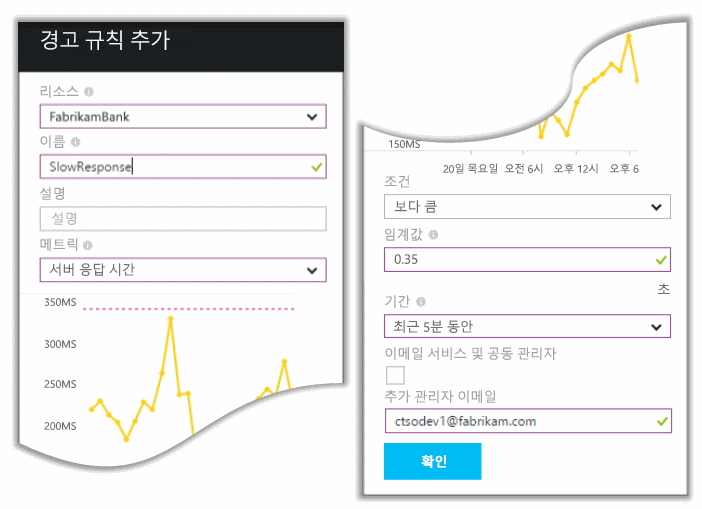 경고 규칙 추가
리소스
FabrikamBank
이름
SlowResponse
설명
설명
메트릭
서버 응답 시간
350MS
300MS
250MS
200MS
150MS
20일 목요일 오전 6시 오후 12시 오후 6
조건
보다 큼
임계값
0.35
초
기간
최근 5분 동안
이메일 서비스 및 공동 관리자
추가 관리자 이메일
ctsodev1@fabrikam.com
확인